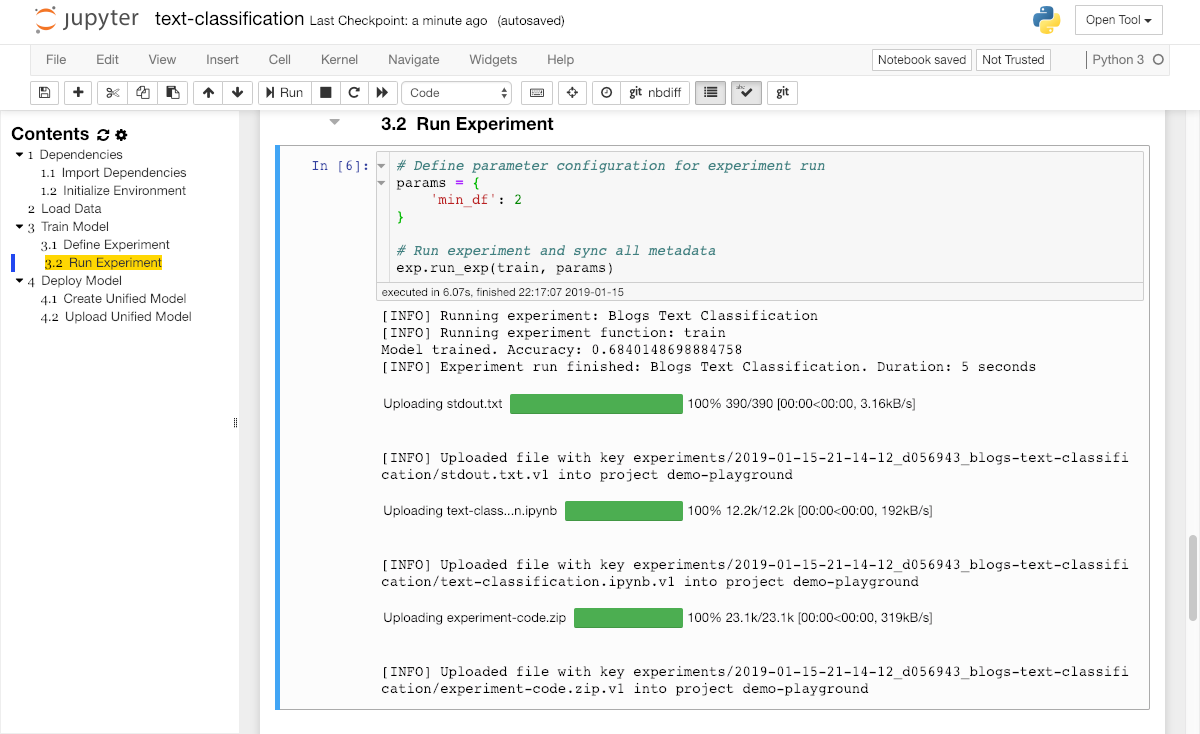 jupyter text-classification Last Checkpoint: a minute ago (autosaved)
Open Tool
File Edit View Insert Cell Kernel Navigate Widgets Help
Notebook saved Not Trusted Python 3
Run Code git nbdiff git
Contents
1 Dependencies
1.1 Import Dependencies
1.2 Initialize Environment
2 Load Data
3 Train Model
3.1 Define Experiment
3.2 Run Experiment
4 Deploy Model
4.1 Create Unified Model
4.2 Upload Unified Model
3.2 Run Experiment
In [6]:
# Define parameter configuration for experiment run
params = {
    'min_df': 2
}
# Run experiment and sync all metadata
exp.run_exp(train, params)
executed in 6.07s, finished 22:17:07 2019-01-15
[INFO] Running experiment: Blogs Text Classification
[INFO] Running experiment function: train
Model trained. Accuracy: 0.6840148698884758
[INFO] Experiment run finished: Blogs Text Classification. Duration: 5 seconds
Uploading stdout.txt 100% 390/390 [00:00<00:00, 3.16kB/s]
[INFO] Uploaded file with key experiments/2019-01-15-21-14-12_d056943_blogs-text-classifi
cation/stdout.txt.v1 into project demo-playground
Uploading text-class...n.ipynb 100% 12.2k/12.2k [00:00<00:00, 192kB/s]
[INFO] Uploaded file with key experiments/2019-01-15-21-14-12_d056943_blogs-text-classifi
cation/text-classification.ipynb.v1 into project demo-playground
Uploading experiment-code.zip 100% 23.1k/23.1k [00:00<00:00, 319kB/s]
[INFO] Uploaded file with key experiments/2019-01-15-21-14-12_d056943_blogs-text-classifi
cation/experiment-code.zip.v1 into project demo-playground